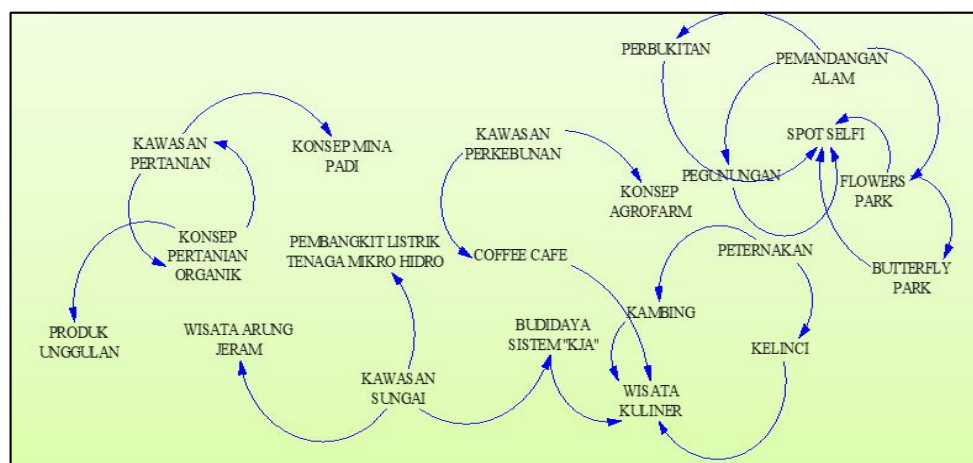 PERBUKITAN
PEMANDANGAN
ALAM
KAWASAN
PERTANIAN
KONSEP MINA
PADI
KAWASAN
PERKEBUNAN
SPOT SELFI
KONSEP
AGROFARM
PEGUNUNGAN
FLOWERS
PARK
KONSEP
PERTANIAN
ORGANIK
PEMBANGKIT LISTRIK
TENAGA MIKRO HIDRO
COFFEE CAFE
PETERNAKAN
BUTTERFLY
PARK
PRODUK
UNGGULAN
WISATA ARUNG
JERAM
BUDIDAYA
SISTEM "KJA"
KAMBING
KELINCI
KAWASAN
SUNGAI
WISATA
KULINER